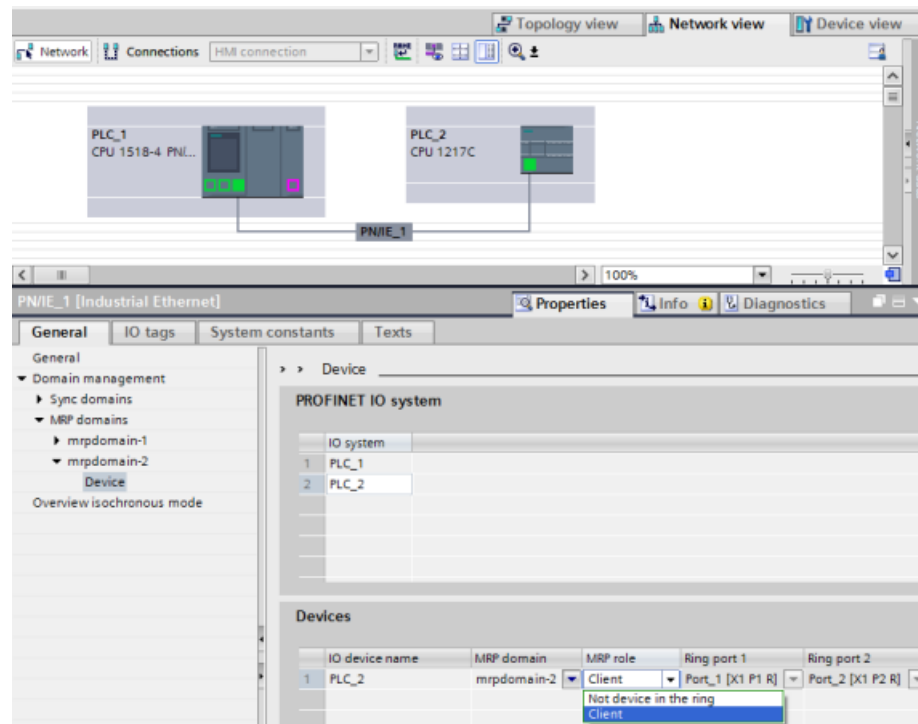 Topology view Network view Device view
Network Connections HMI connection
PLC_1
CPU 1518-4 PN/...
PLC_2
CPU 1217C
PN/IE_1
100%
PN/IE_1 [Industrial Ethernet]
Properties Info Diagnostics
General IO tags System constants Texts
General
Domain management
Sync domains
MRP domains
mrpdomain-1
mrpdomain-2
Device
Overview isochronous mode
Device
PROFINET IO system
IO system
1 PLC_1
2 PLC_2
Devices
IO device name MRP domain MRP role Ring port 1 Ring port 2
1 PLC_2 mrpdomain-2 Client Port_1 [X1 P1 R] Port_2 [X1 P2 R]
Not device in the ring
Client